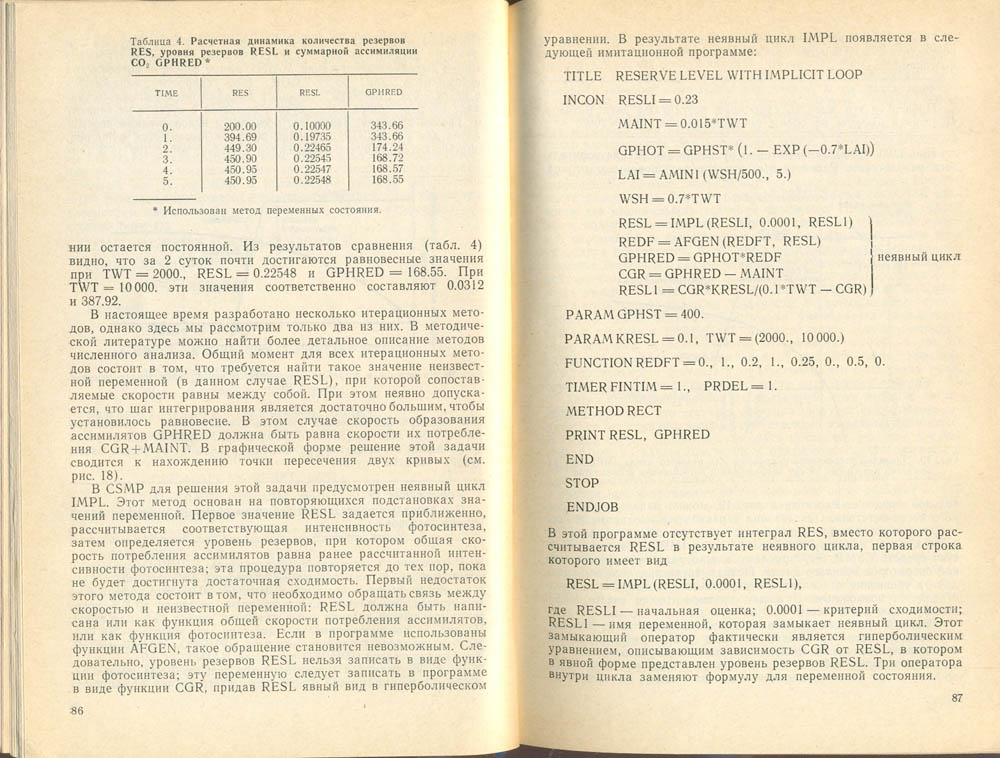 Таблица 4. Расчетная динамика количества резервов
RES, уровня резервов RESL и суммарной ассимиляции
CO₂ GPHRED *
TIME RES RESL GPHRED
0. 200.00 0.10000 343.66
1. 394.69 0.19735 343.66
2. 449.30 0.22465 174.24
3. 450.90 0.22545 168.72
4. 450.95 0.22547 168.57
5. 450.95 0.22548 168.55
* Использован метод переменных состояния.
нии остается постоянной. Из результатов сравнения (табл. 4)
видно, что за 2 суток почти достигаются равновесные значения
при TWT = 2000., RESL = 0.22548 и GPHRED = 168.55. При
TWT = 10 000. эти значения соответственно составляют 0.0312
и 387.92.
В настоящее время разработано несколько итерационных мето-
дов, однако здесь мы рассмотрим только два из них. В методиче-
ской литературе можно найти более детальное описание методов
численного анализа. Общий момент для всех итерационных мето-
дов состоит в том, что требуется найти такое значение неизвест-
ной переменной (в данном случае RESL), при которой сопостав-
ляемые скорости равны между собой. При этом неявно допуска-
ется, что шаг интегрирования является достаточно большим, чтобы
установилось равновесие. В этом случае скорость образования
ассимилятов GPHRED должна быть равна скорости их потребле-
ния CGR+MAINT. В графической форме решение этой задачи
сводится к нахождению точки пересечения двух кривых (см.
рис. 18).
В CSMP для решения этой задачи предусмотрен неявный цикл
IMPL. Этот метод основан на повторяющихся подстановках зна-
чений переменной. Первое значение RESL задается приближенно,
рассчитывается соответствующая интенсивность фотосинтеза,
затем определяется уровень резервов, при котором общая ско-
рость потребления ассимилятов равна ранее рассчитанной интен-
сивности фотосинтеза; эта процедура повторяется до тех пор, пока
не будет достигнута достаточная сходимость. Первый недостаток
этого метода состоит в том, что необходимо обращать связь между
скоростью и неизвестной переменной: RESL должна быть напи-
сана или как функция общей скорости потребления ассимилятов,
или как функция фотосинтеза. Если в программе использованы
функции AFGEN, такое обращение становится невозможным. Сле-
довательно, уровень резервов RESL нельзя записать в виде функ-
ции фотосинтеза; эту переменную следует записать в программе
в виде функции CGR, придав RESL явный вид в гиперболическом
86
уравнении. В результате неявный цикл IMPL появляется в сле-
дующей имитационной программе:
TITLE RESERVE LEVEL WITH IMPLICIT LOOP
INCON RESLI = 0.23
MAINT = 0.015*TWT
GPHOT = GPHST* (1. — EXP (—0.7*LAI))
LAI = AMIN1 (WSH/500., 5.)
WSH = 0.7*TWT
RESL = IMPL (RESLI, 0.0001, RESL1)
REDF = AFGEN (REDFT, RESL)
GPHRED = GPHOT*REDF
неявный цикл
CGR = GPHRED — MAINT
RESL1 = CGR*KRESL/(0.1*TWT — CGR)
PARAM GPHST = 400.
PARAM KRESL = 0.1, TWT = (2000., 10 000.)
FUNCTION REDFT = 0., 1., 0.2, 1., 0.25, 0., 0.5, 0.
TIMER FINTIM = 1., PRDEL = 1.
METHOD RECT
PRINT RESL, GPHRED
END
STOP
ENDJOB
В этой программе отсутствует интеграл RES, вместо которого рас-
считывается RESL в результате неявного цикла, первая строка
которого имеет вид
RESL = IMPL (RESLI, 0.0001, RESL1),
где RESLI — начальная оценка; 0.0001 — критерий сходимости;
RESL1 — имя переменной, которая замыкает неявный цикл. Этот
замыкающий оператор фактически является гиперболическим
уравнением, описывающим зависимость CGR от RESL, в котором
в явной форме представлен уровень резервов RESL. Три оператора
внутри цикла заменяют формулу для переменной состояния.
87